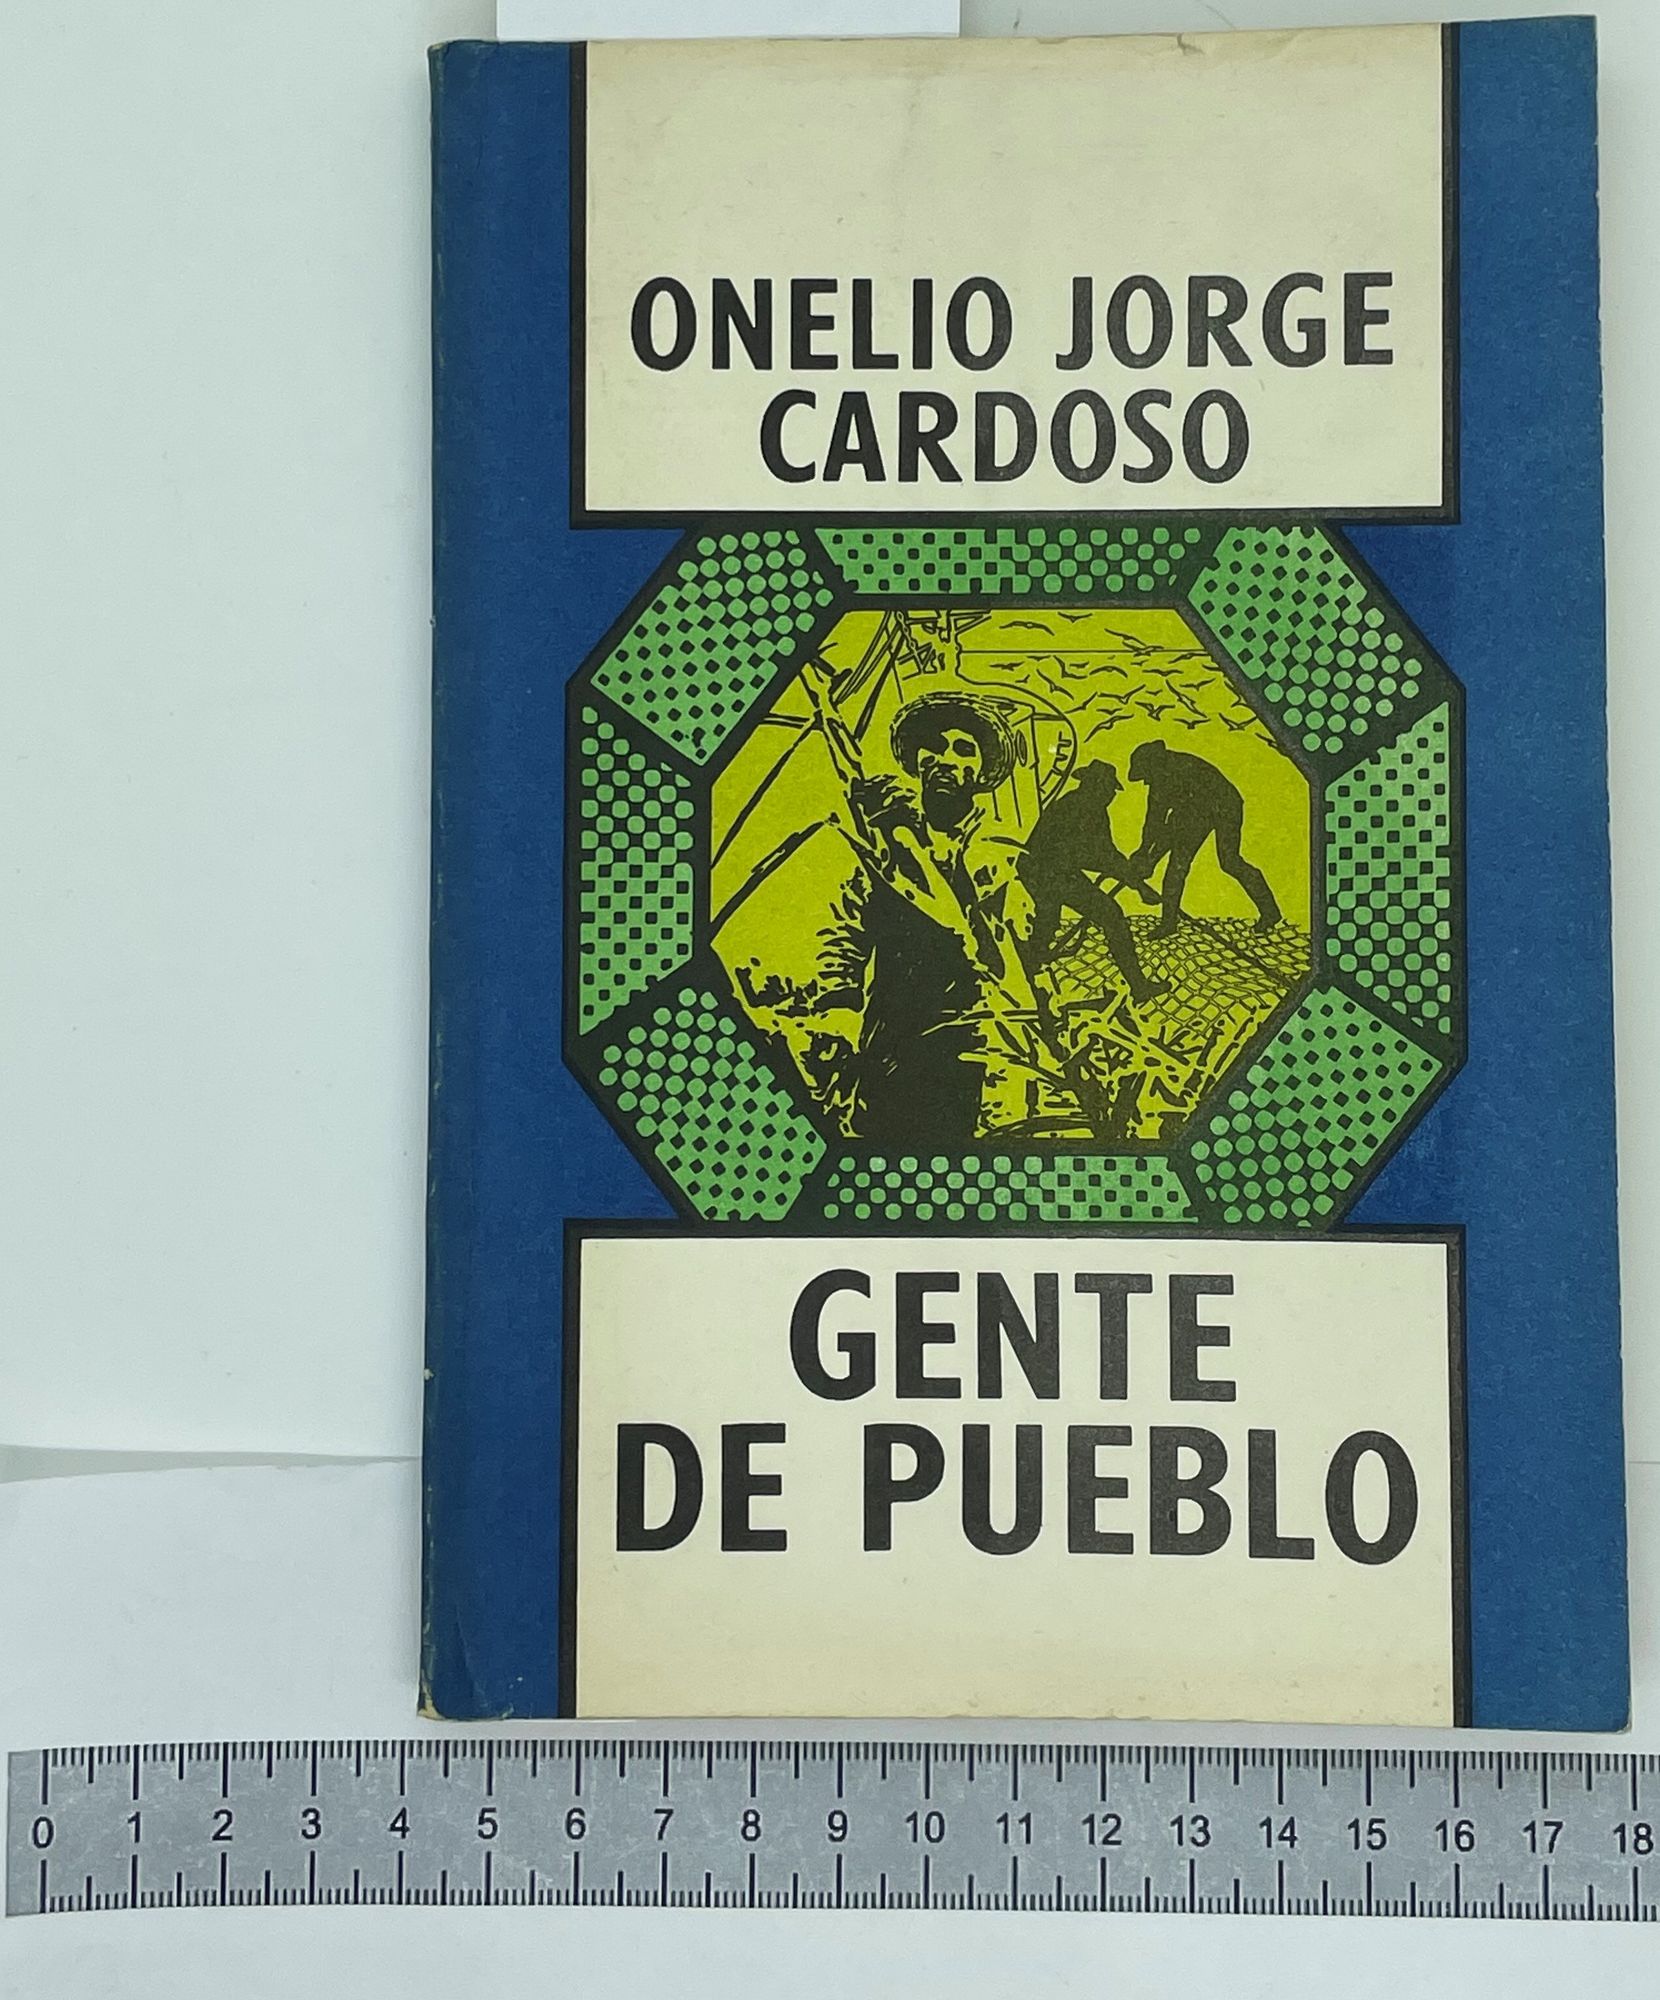 ONELIO JORGE
CARDOSO
GENTE
DE PUEBLO
0 1 2 3 4 5 6 7 8 9 10 11 12 13 14 15 16 17 18